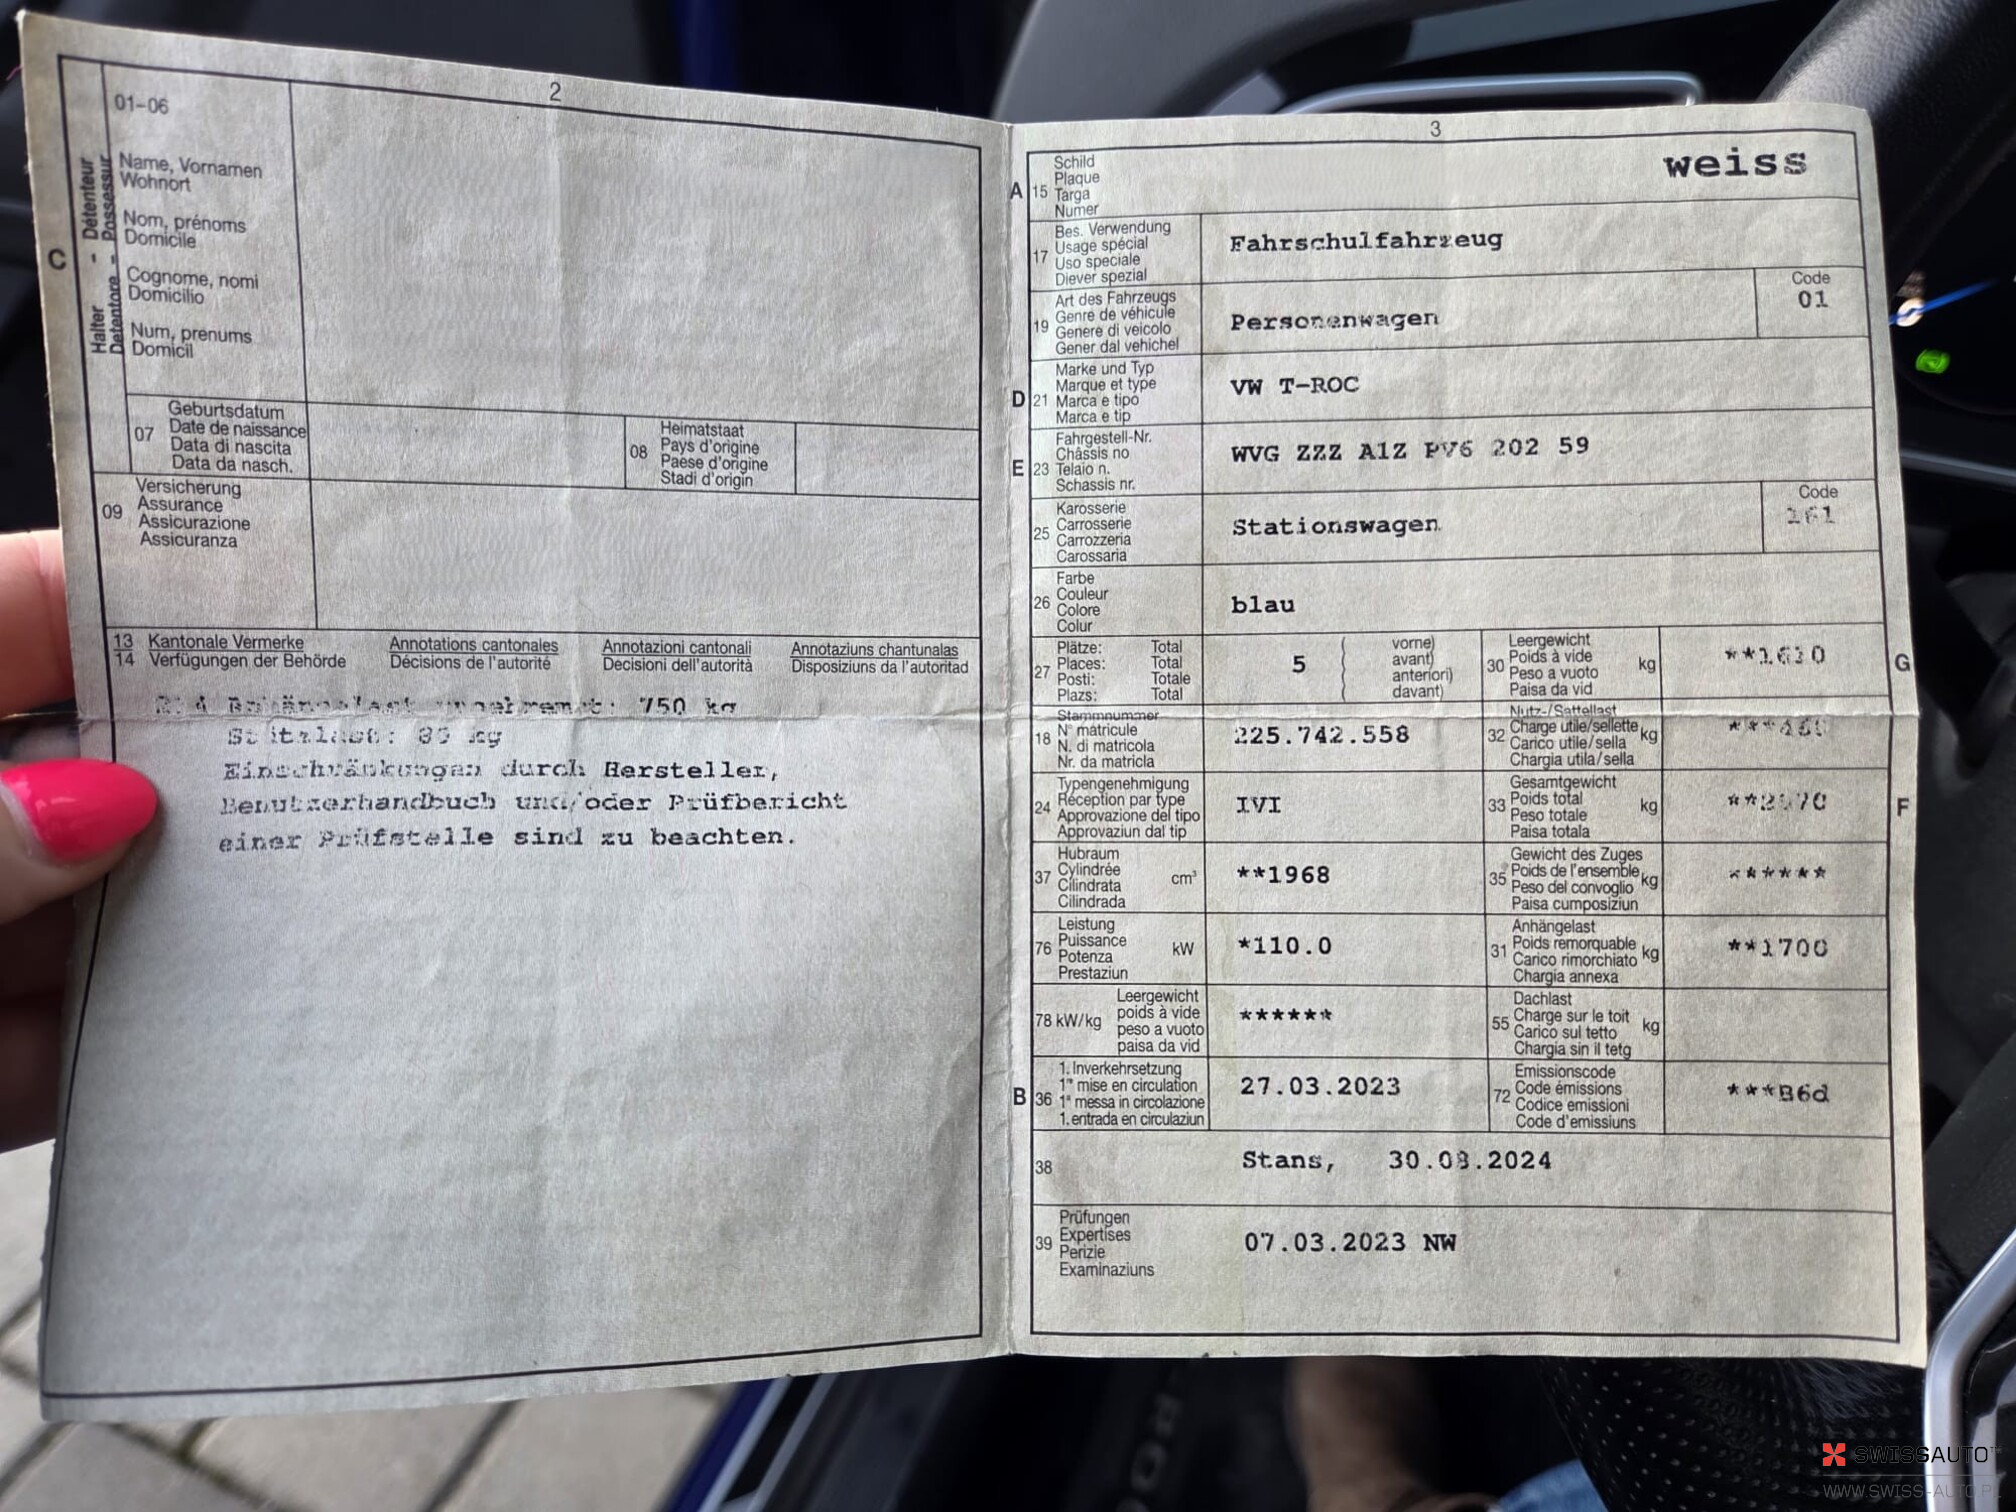 2
01-06
Halter - Détenteur
Detentore - Possessur
C
Name, Vornamen
Wohnort
Nom, prénoms
Domicile
Cognome, nomi
Domicilio
Num, prenums
Domicil
07
Geburtsdatum
Date de naissance
Data di nascita
Data da nasch.
08
Heimatstaat
Pays d'origine
Paese d'origine
Stadi d'origin
09
Versicherung
Assurance
Assicurazione
Assicuranza
13 Kantonale Vermerke Annotations cantonales Annotazioni cantonali Annotaziuns chantunalas
14 Verfügungen der Behörde Décisions de l'autorité Decisioni dell'autorità Disposiziuns da l'autoritad
750 kg
Stützlast: kg
Einschränkungen durch Hersteller,
Benutzerhandbuch und/oder Prüfbericht
einer Prüfstelle sind zu beachten.
3
A 15
Schild
Plaque
Targa
Numer
weiss
17
Bes. Verwendung
Usage spécial
Uso speciale
Diever spezial
Fahrschulfahrzeug
19
Art des Fahrzeugs
Genre de véhicule
Genere di veicolo
Gener dal vehichel
Personenwagen
Code
01
D 21
Marke und Typ
Marque et type
Marca e tipo
Marca e tip
VW T-ROC
E 23
Fahrgestell-Nr.
Châssis no
Telaio n.
Schassis nr.
WVG ZZZ A1Z PV6 202 59
25
Karosserie
Carrosserie
Carrozzeria
Carossaria
Stationswagen
Code
26
Farbe
Couleur
Colore
Colur
blau
27
Plätze: Total
Places: Total
Posti: Totale
Plazs: Total
5
vorne)
avant)
anteriori)
davant)
30
Leergewicht
Poids à vide
Peso a vuoto
Paisa da vid
kg
G
18
Stammnummer
N° matricule
N. di matricola
Nr. da matricla
225.742.558
32
Nutz-/Sattellast
Charge utile/sellette
Carico utile/sella
Chargia utila/sella
kg
24
Typengenehmigung
Réception par type
Approvazione del tipo
Approvaziun dal tip
IVI
33
Gesamtgewicht
Poids total
Peso totale
Paisa totala
kg
F
37
Hubraum
Cylindrée
Cilindrata
Cilindrada
cm³
**1968
35
Gewicht des Zuges
Poids de l'ensemble
Peso del convoglio
Paisa cumposiziun
kg
******
76
Leistung
Puissance
Potenza
Prestaziun
kW
*110.0
31
Anhängelast
Poids remorquable
Carico rimorchiato
Chargia annexa
kg
**1700
78 kW/kg
Leergewicht
poids à vide
peso a vuoto
paisa da vid
******
55
Dachlast
Charge sur le toit
Carico sul tetto
Chargia sin il tetg
kg
B 36
1. Inverkehrsetzung
1re mise en circulation
1a messa in circolazione
1. entrada en circulaziun
27.03.2023
72
Emissionscode
Code émissions
Codice emissioni
Code d'emissiuns
***B6d
38
Stans, 30.08.2024
39
Prüfungen
Expertises
Perizie
Examinaziuns
07.03.2023 NW
SWISSAUTO
WWW.SWISS-AUTO.PL